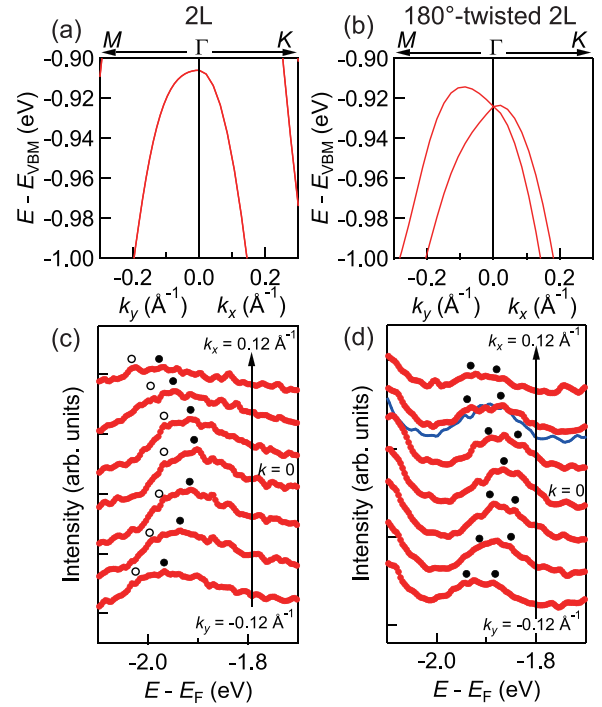 (a) 2L
M Γ K
-0.90
-0.92
-0.94
-0.96
-0.98
-1.00
E - E_VBM (eV)
-0.2 0.0 0.2
k_y (Å⁻¹) k_x (Å⁻¹)
(b) 180°-twisted 2L
M Γ K
-0.90
-0.92
-0.94
-0.96
-0.98
-1.00
E - E_VBM (eV)
-0.2 0.0 0.2
k_y (Å⁻¹) k_x (Å⁻¹)
(c)
k_x = 0.12 Å⁻¹
k = 0
k_y = -0.12 Å⁻¹
Intensity (arb. units)
-2.0 -1.8
E - E_F (eV)
(d)
k_x = 0.12 Å⁻¹
k = 0
k_y = -0.12 Å⁻¹
Intensity (arb. units)
-2.0 -1.8
E - E_F (eV)